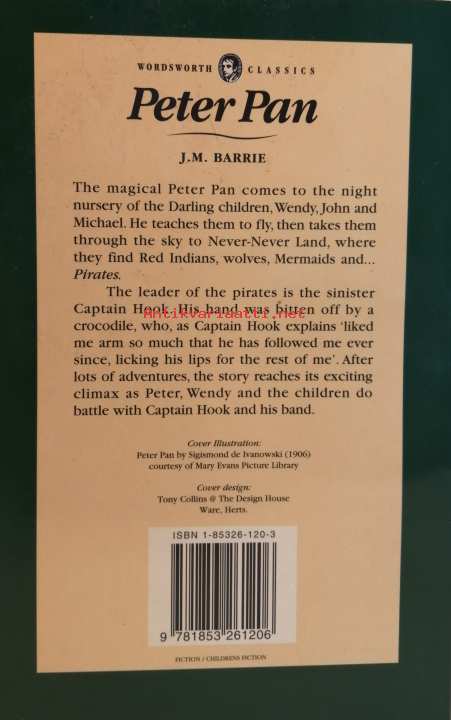 WORDSWORTH CLASSICS
Peter Pan
J.M. BARRIE
The magical Peter Pan comes to the night
nursery of the Darling children, Wendy, John and
Michael. He teaches them to fly, then takes them
through the sky to Never-Never Land, where
they find Red Indians, wolves, Mermaids and...
Pirates.
The leader of the pirates is the sinister
Captain Hook. His hand was bitten off by a
Antikvariaatti.net
crocodile, who, as Captain Hook explains ‘liked
me arm so much that he has followed me ever
since, licking his lips for the rest of me’. After
lots of adventures, the story reaches its exciting
climax as Peter, Wendy and the children do
battle with Captain Hook and his band.
Cover Illustration:
Peter Pan by Sigismond de Ivanowski (1906)
courtesy of Mary Evans Picture Library
Cover design:
Tony Collins @ The Design House
Ware, Herts.
ISBN 1-85326-120-3
9 781853 261206
FICTION / CHILDRENS FICTION